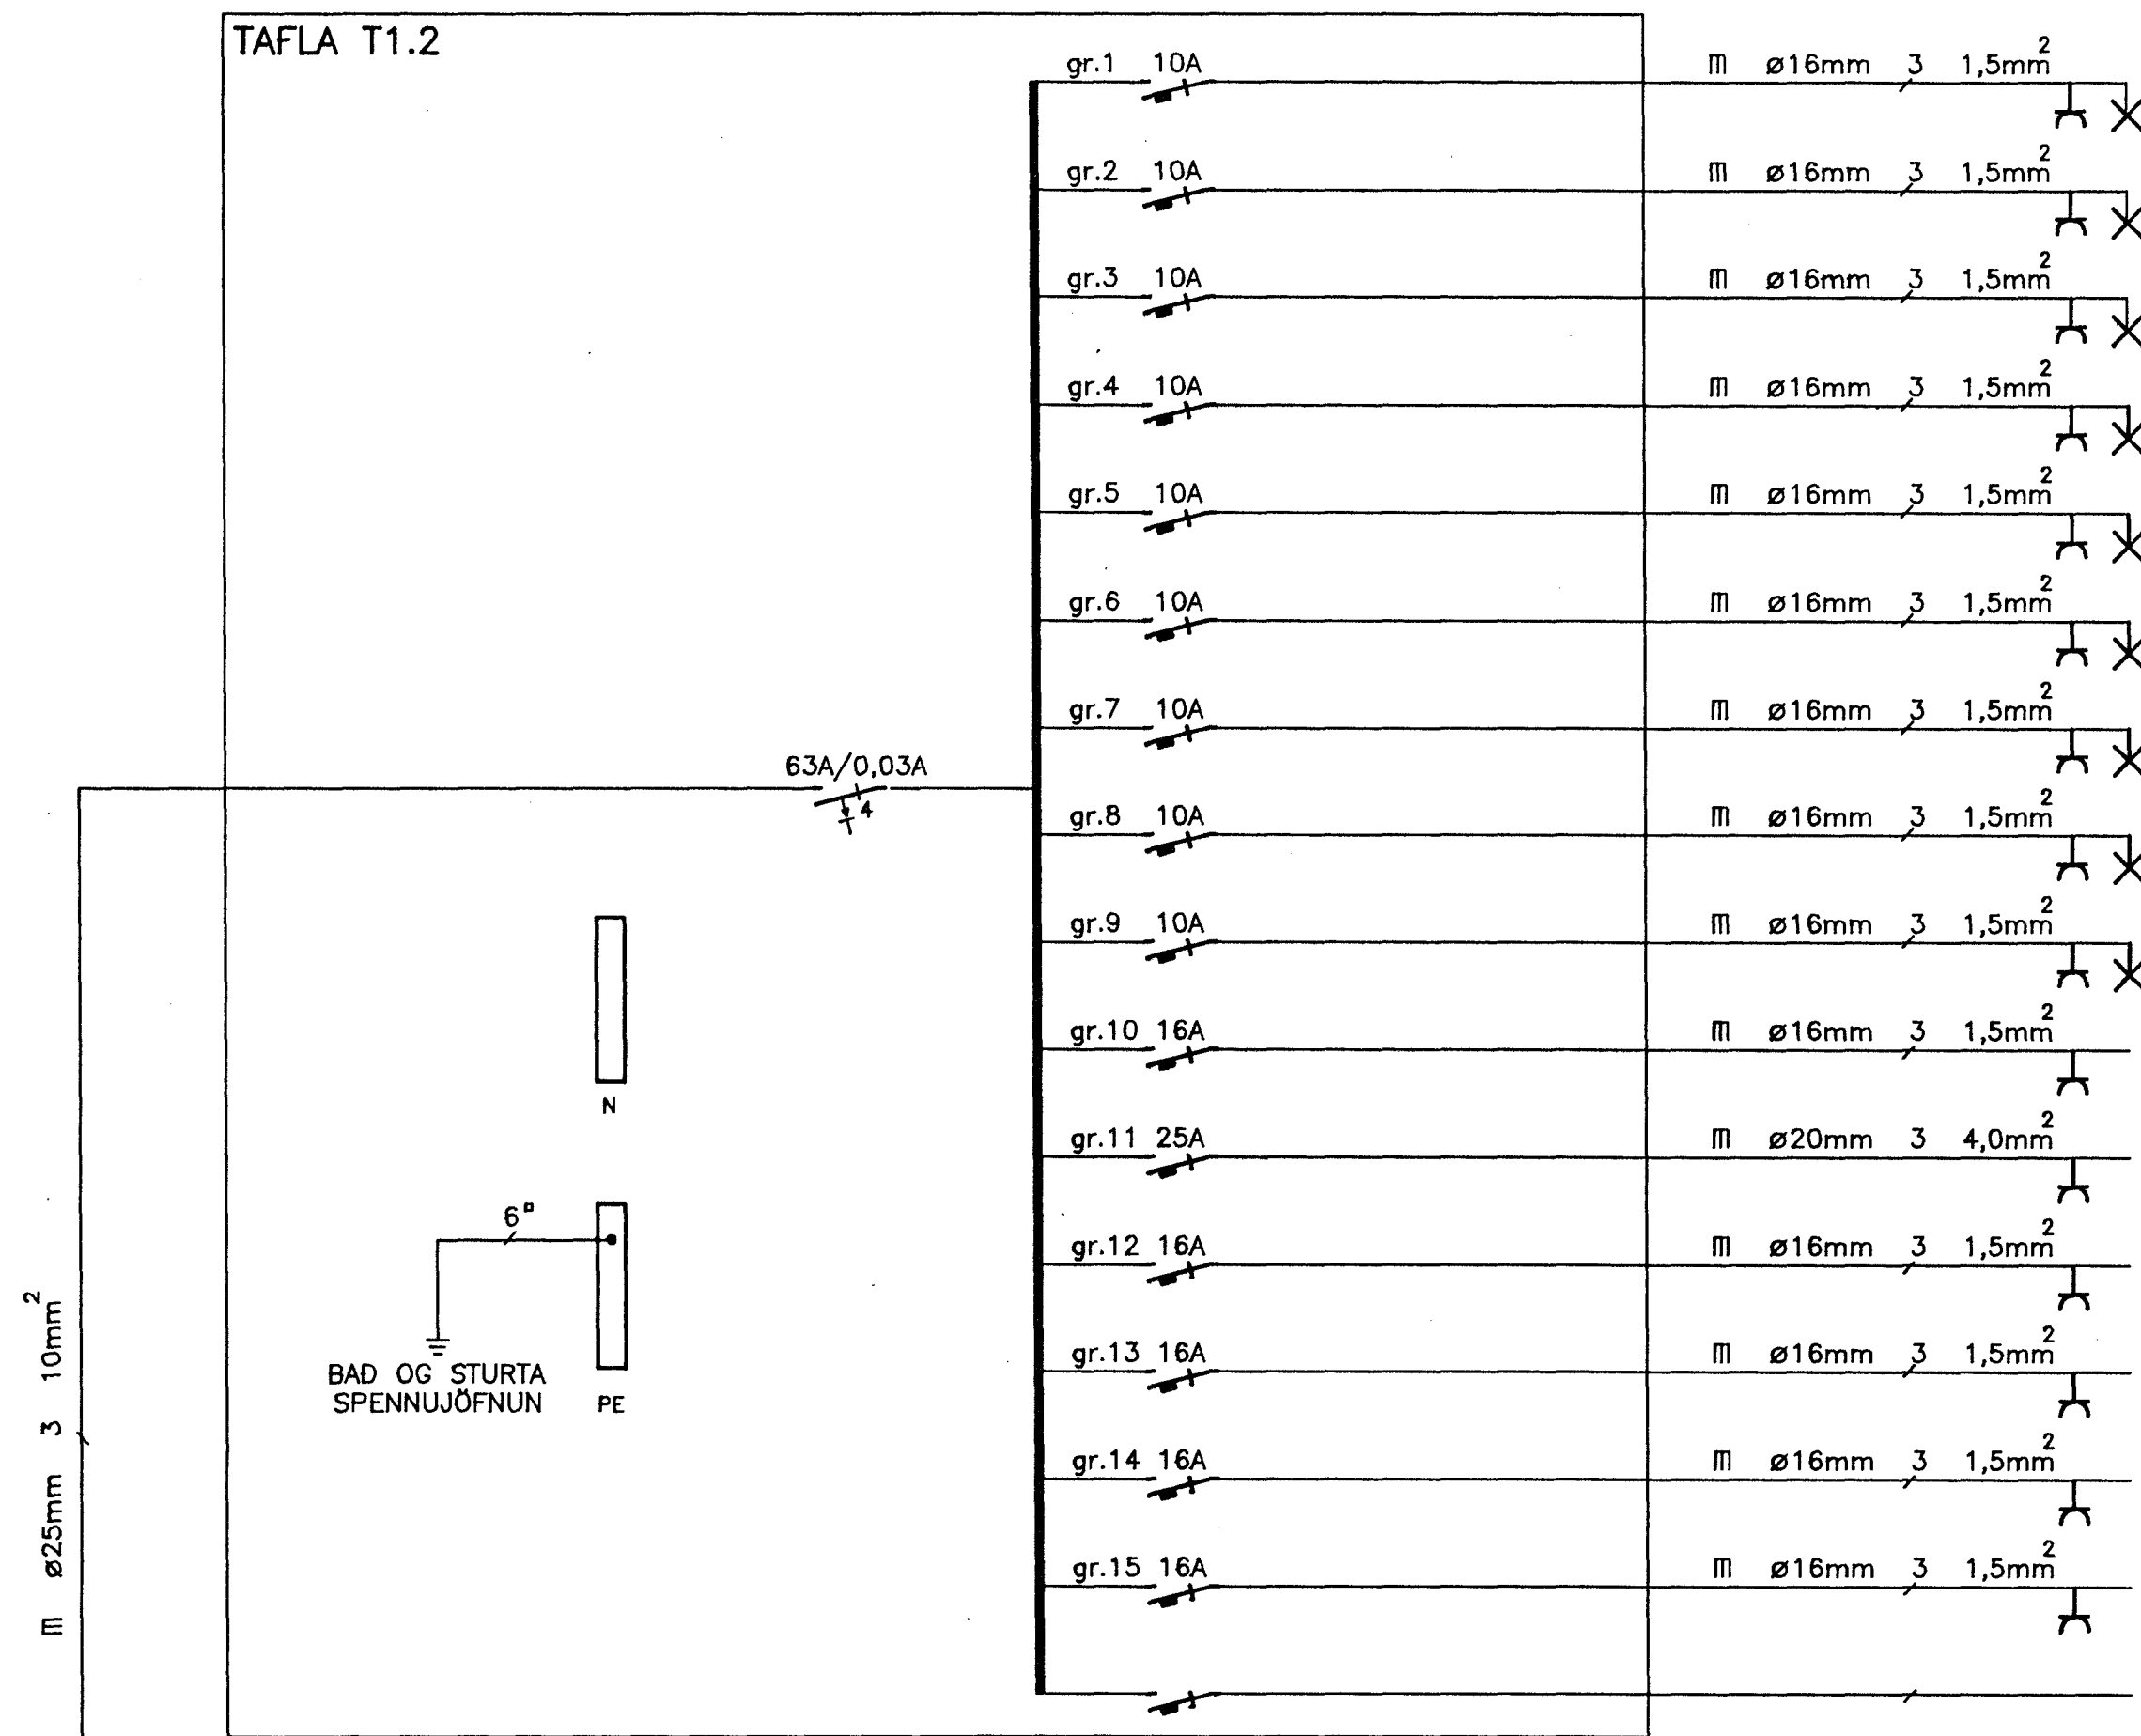 TAFLA T1.2
gr.1 10A m ø16mm 3 1,5mm²
gr.2 10A m ø16mm 3 1,5mm²
gr.3 10A m ø16mm 3 1,5mm²
gr.4 10A m ø16mm 3 1,5mm²
gr.5 10A m ø16mm 3 1,5mm²
gr.6 10A m ø16mm 3 1,5mm²
gr.7 10A m ø16mm 3 1,5mm²
63A/0,03A
4
gr.8 10A m ø16mm 3 1,5mm²
gr.9 10A m ø16mm 3 1,5mm²
gr.10 16A m ø16mm 3 1,5mm²
N
gr.11 25A m ø20mm 3 4,0mm²
6▫
gr.12 16A m ø16mm 3 1,5mm²
gr.13 16A m ø16mm 3 1,5mm²
BAÐ OG STURTA
SPENNUJÖFNUN
PE
gr.14 16A m ø16mm 3 1,5mm²
gr.15 16A m ø16mm 3 1,5mm²
m ø25mm 3 10mm²